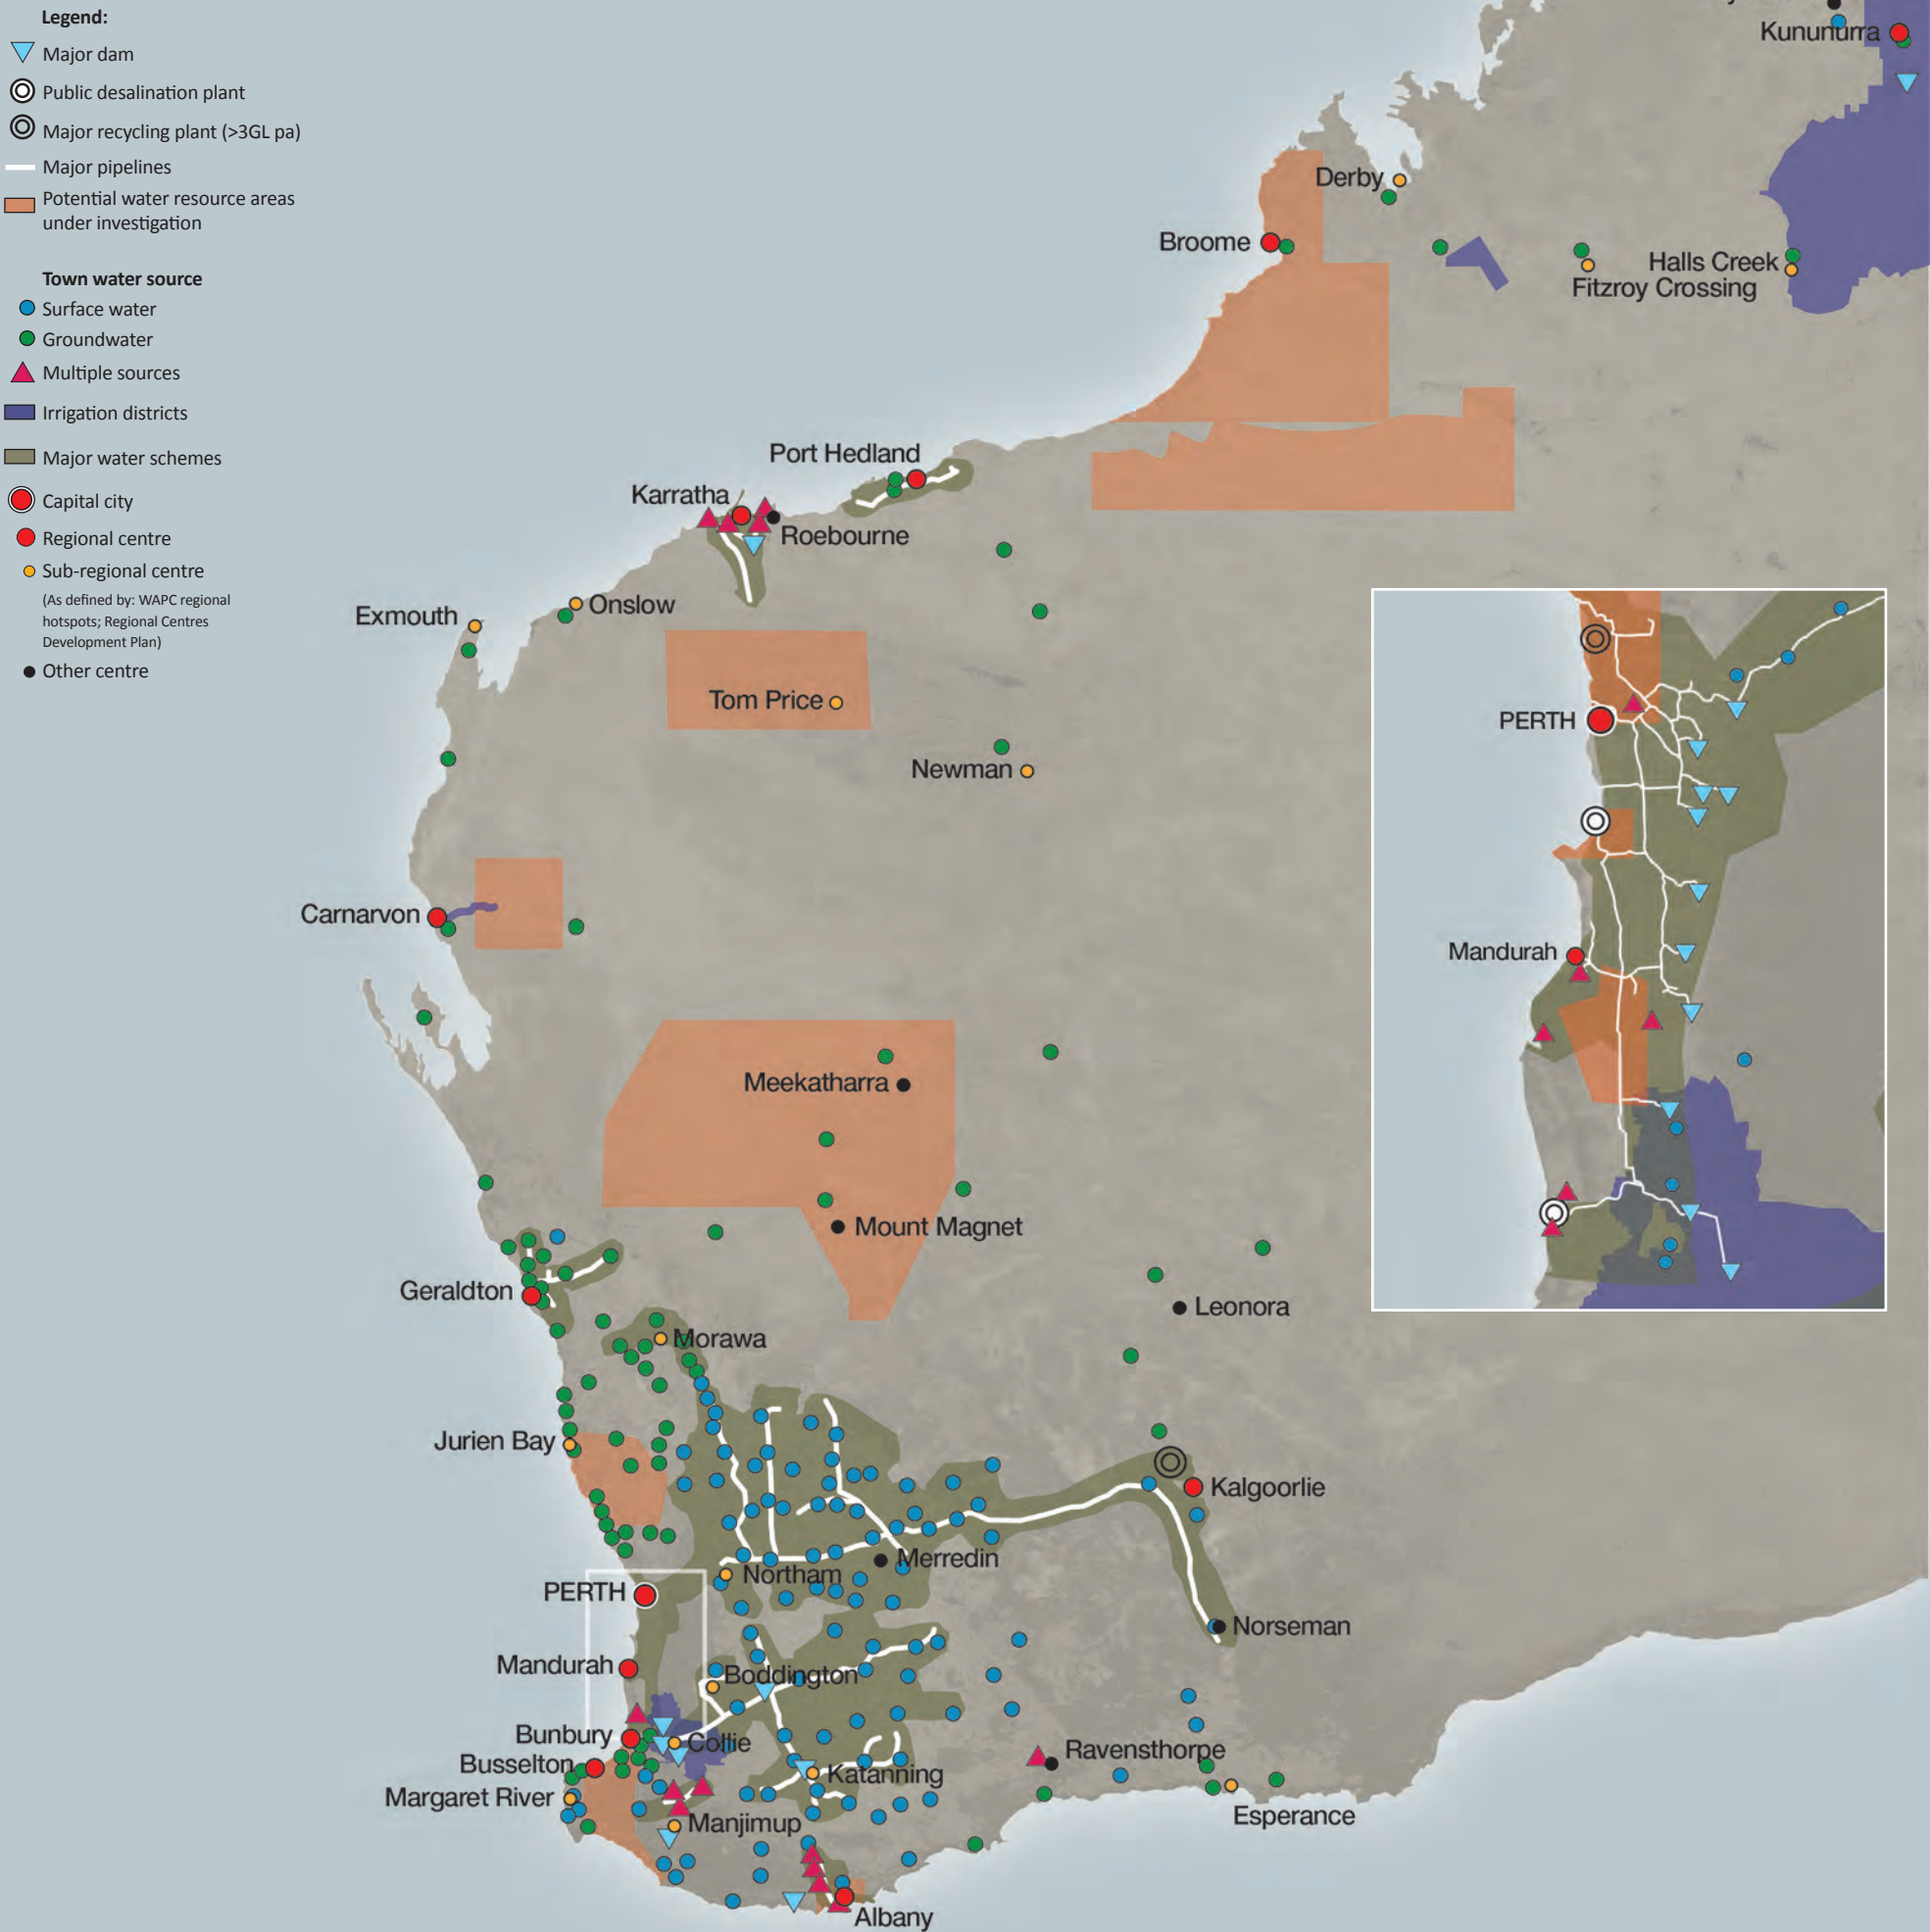 Legend:
Major dam
Public desalination plant
Major recycling plant (>3GL pa)
Major pipelines
Potential water resource areas
under investigation
Town water source
Surface water
Groundwater
Multiple sources
Irrigation districts
Major water schemes
Capital city
Regional centre
Sub-regional centre
(As defined by: WAPC regional
hotspots; Regional Centres
Development Plan)
Other centre
Kununurra
Derby
Broome
Halls Creek
Fitzroy Crossing
Port Hedland
Karratha
Roebourne
Exmouth
Onslow
Tom Price
Newman
Carnarvon
Meekatharra
Mount Magnet
Geraldton
Leonora
Morawa
Jurien Bay
Kalgoorlie
Merredin
Northam
PERTH
Norseman
Mandurah
Boddington
Bunbury
Collie
Busselton
Ravensthorpe
Katanning
Margaret River
Esperance
Manjimup
Albany
PERTH
Mandurah